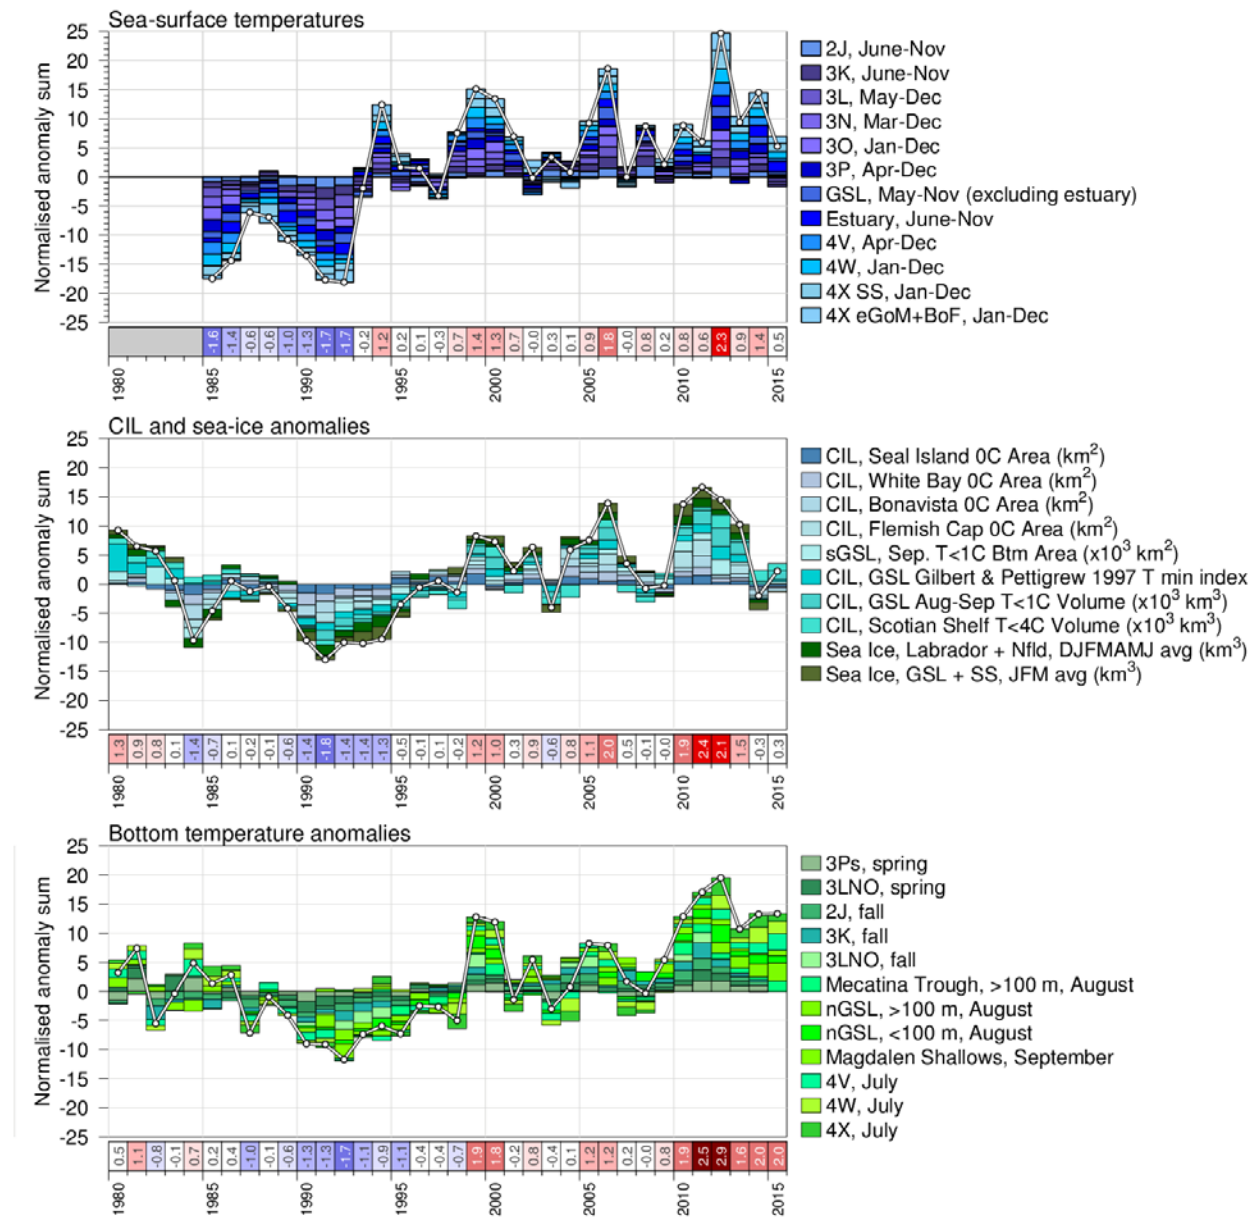 Sea-surface temperatures
Normalised anomaly sum
25
20
15
10
5
0
-5
-10
-15
-20
-25
2J, June-Nov
3K, June-Nov
3L, May-Dec
3N, Mar-Dec
3O, Jan-Dec
3P, Apr-Dec
GSL, May-Nov (excluding estuary)
Estuary, June-Nov
4V, Apr-Dec
4W, Jan-Dec
4X SS, Jan-Dec
4X eGoM+BoF, Jan-Dec
-1.6 -1.4 -0.6 -0.6 -1.0 -1.3 -1.7 -1.7 -0.2 1.2 0.2 0.1 -0.3 0.7 1.4 1.3 0.7 -0.0 0.3 0.1 0.9 1.8 -0.0 0.8 0.2 0.8 0.6 2.3 0.9 1.4 0.5
1980 1985 1990 1995 2000 2005 2010 2015
CIL and sea-ice anomalies
Normalised anomaly sum
25
20
15
10
5
0
-5
-10
-15
-20
-25
CIL, Seal Island 0C Area (km²)
CIL, White Bay 0C Area (km²)
CIL, Bonavista 0C Area (km²)
CIL, Flemish Cap 0C Area (km²)
sGSL, Sep. T<1C Btm Area (x10³ km²)
CIL, GSL Gilbert & Pettigrew 1997 T min index
CIL, GSL Aug-Sep T<1C Volume (x10³ km³)
CIL, Scotian Shelf T<4C Volume (x10³ km³)
Sea Ice, Labrador + Nfld, DJFMAMJ avg (km³)
Sea Ice, GSL + SS, JFM avg (km³)
1.3 0.9 0.8 0.1 -1.4 -0.7 0.1 -0.2 -0.1 -0.6 -1.4 -1.8 -1.4 -1.4 -1.3 -0.5 -0.1 0.1 -0.2 1.2 1.0 0.3 0.9 -0.6 0.8 1.1 2.0 0.5 -0.1 -0.0 1.9 2.4 2.1 1.5 -0.3 0.3
1980 1985 1990 1995 2000 2005 2010 2015
Bottom temperature anomalies
Normalised anomaly sum
25
20
15
10
5
0
-5
-10
-15
-20
-25
3Ps, spring
3LNO, spring
2J, fall
3K, fall
3LNO, fall
Mecatina Trough, >100 m, August
nGSL, >100 m, August
nGSL, <100 m, August
Magdalen Shallows, September
4V, July
4W, July
4X, July
0.5 1.1 -0.8 -0.1 0.7 0.2 0.4 -1.0 -0.1 -0.6 -1.3 -1.3 -1.7 -1.1 -0.9 -1.1 -0.4 -0.4 -0.7 1.9 1.8 -0.2 0.8 -0.4 0.1 1.2 1.2 0.2 -0.0 0.8 1.9 2.5 2.9 1.6 2.0 2.0
1980 1985 1990 1995 2000 2005 2010 2015